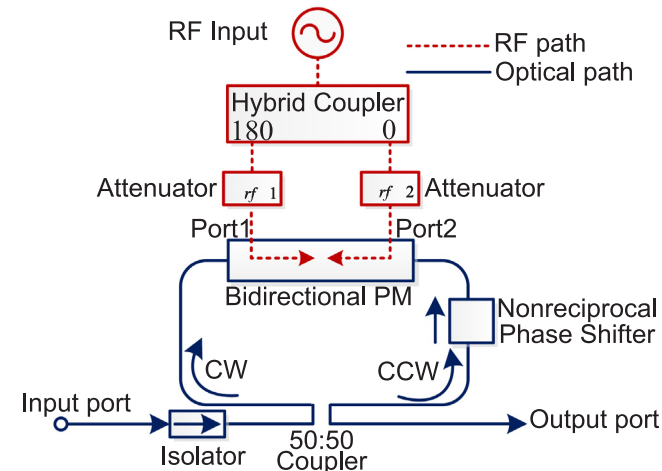 RF Input
RF path
Optical path
Hybrid Coupler
180 0
Attenuator rf 1 rf 2 Attenuator
Port1 Port2
Bidirectional PM
Nonreciprocal
Phase Shifter
CW CCW
Input port Output port
Isolator 50:50
Coupler